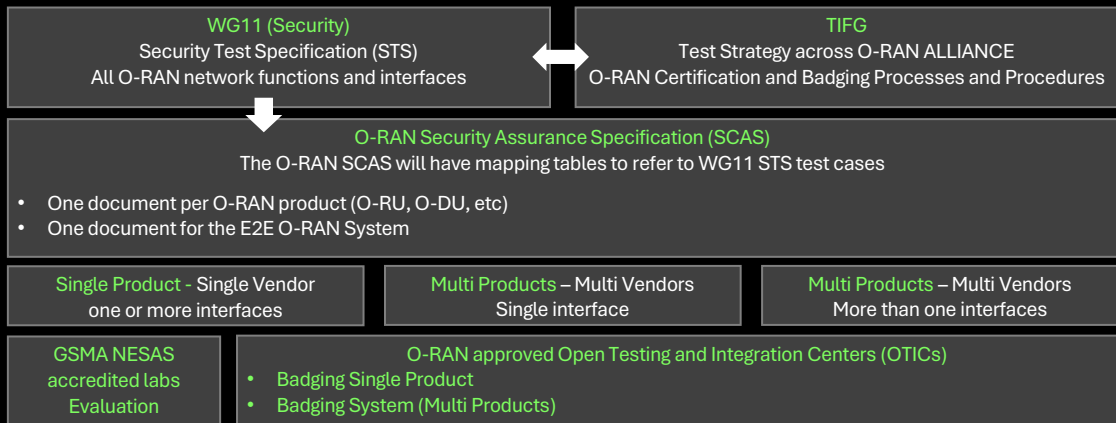 WG11 (Security)
Security Test Specification (STS)
All O-RAN network functions and interfaces
TIFG
Test Strategy across O-RAN ALLIANCE
O-RAN Certification and Badging Processes and Procedures
O-RAN Security Assurance Specification (SCAS)
The O-RAN SCAS will have mapping tables to refer to WG11 STS test cases
• One document per O-RAN product (O-RU, O-DU, etc)
• One document for the E2E O-RAN System
Single Product - Single Vendor
one or more interfaces
Multi Products – Multi Vendors
Single interface
Multi Products – Multi Vendors
More than one interfaces
GSMA NESAS
accredited labs
Evaluation
O-RAN approved Open Testing and Integration Centers (OTICs)
• Badging Single Product
• Badging System (Multi Products)